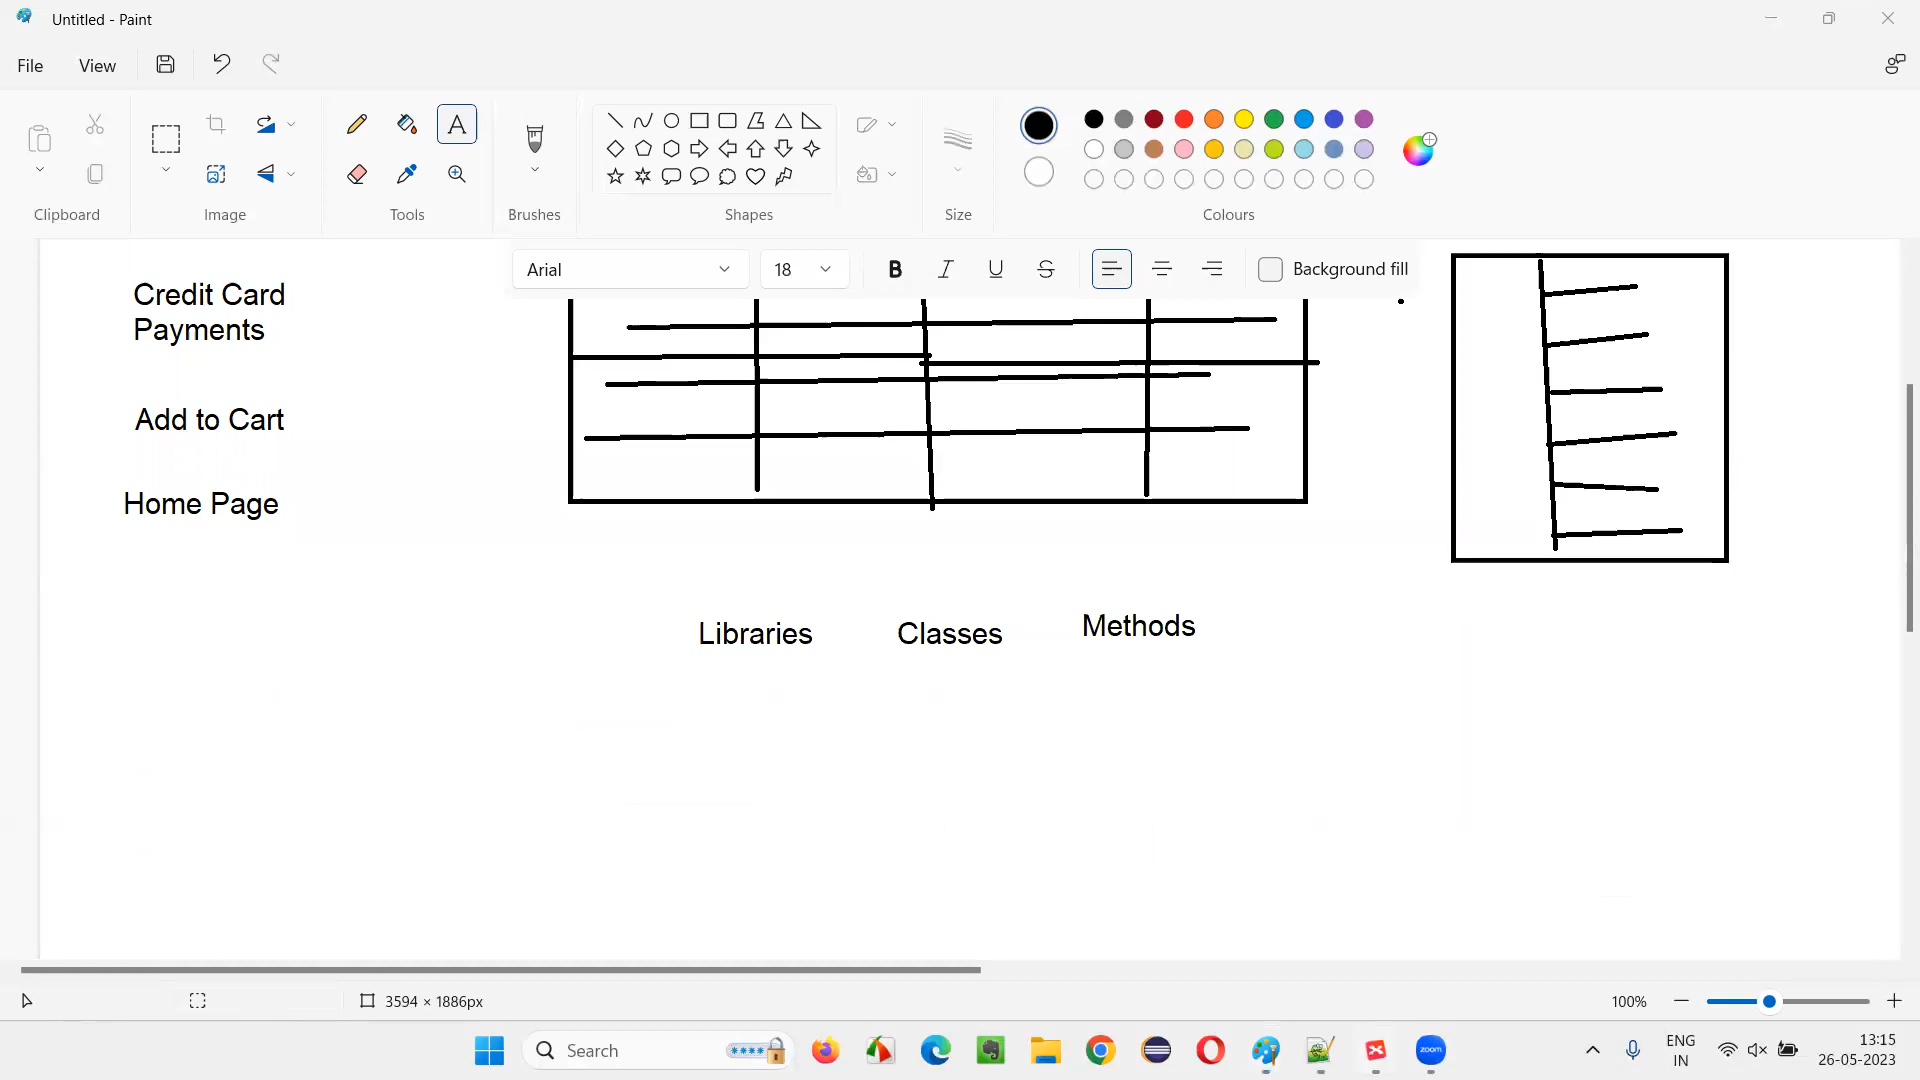 Untitled - Paint
File View
Clipboard Image Tools Brushes Shapes Size Colours
Arial 18 B I U S Background fill
Credit Card
Payments
Add to Cart
Home Page
Libraries Classes Methods
3594 × 1886px 100%
Search zoom ENG 13:15
IN 26-05-2023